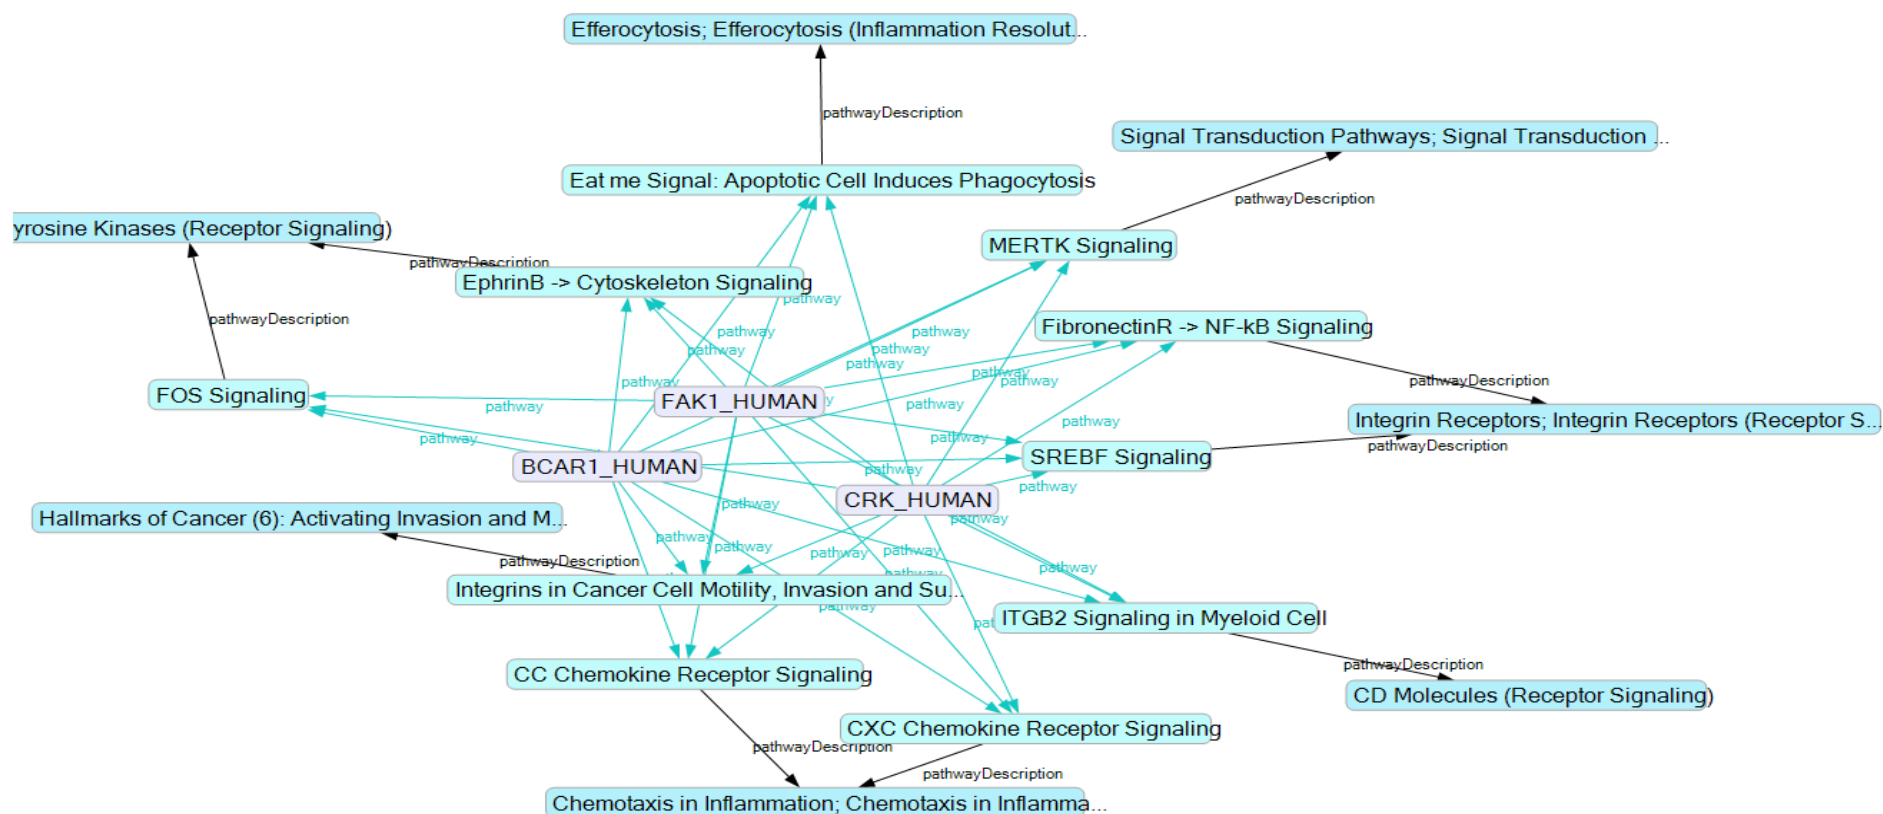 Efferocytosis; Efferocytosis (Inflammation Resolut...
pathwayDescription
Signal Transduction Pathways; Signal Transduction ...
Eat me Signal: Apoptotic Cell Induces Phagocytosis
pathwayDescription
yrosine Kinases (Receptor Signaling)
MERTK Signaling
pathwayDescription
EphrinB -> Cytoskeleton Signaling
pathway
pathwayDescription
FibronectinR -> NF-kB Signaling
pathway
pathway
pathway
pathway
pathway
pathway
pathway
pathway
pathwayDescription
FOS Signaling
FAK1_HUMAN
pathway
pathway
pathway
Integrin Receptors; Integrin Receptors (Receptor S...
pathway
pathway
pathway
pathwayDescription
BCAR1_HUMAN
pathway
SREBF Signaling
pathway
CRK_HUMAN
pathway
pathway
Hallmarks of Cancer (6): Activating Invasion and M...
pathway
pathway
pathway
pathway
pathwayDescription
pathway
pathway
Integrins in Cancer Cell Motility, Invasion and Su...
pathway
ITGB2 Signaling in Myeloid Cell
pathwayDescription
CC Chemokine Receptor Signaling
CD Molecules (Receptor Signaling)
CXC Chemokine Receptor Signaling
pathwayDescription
pathwayDescription
Chemotaxis in Inflammation; Chemotaxis in Inflamma...